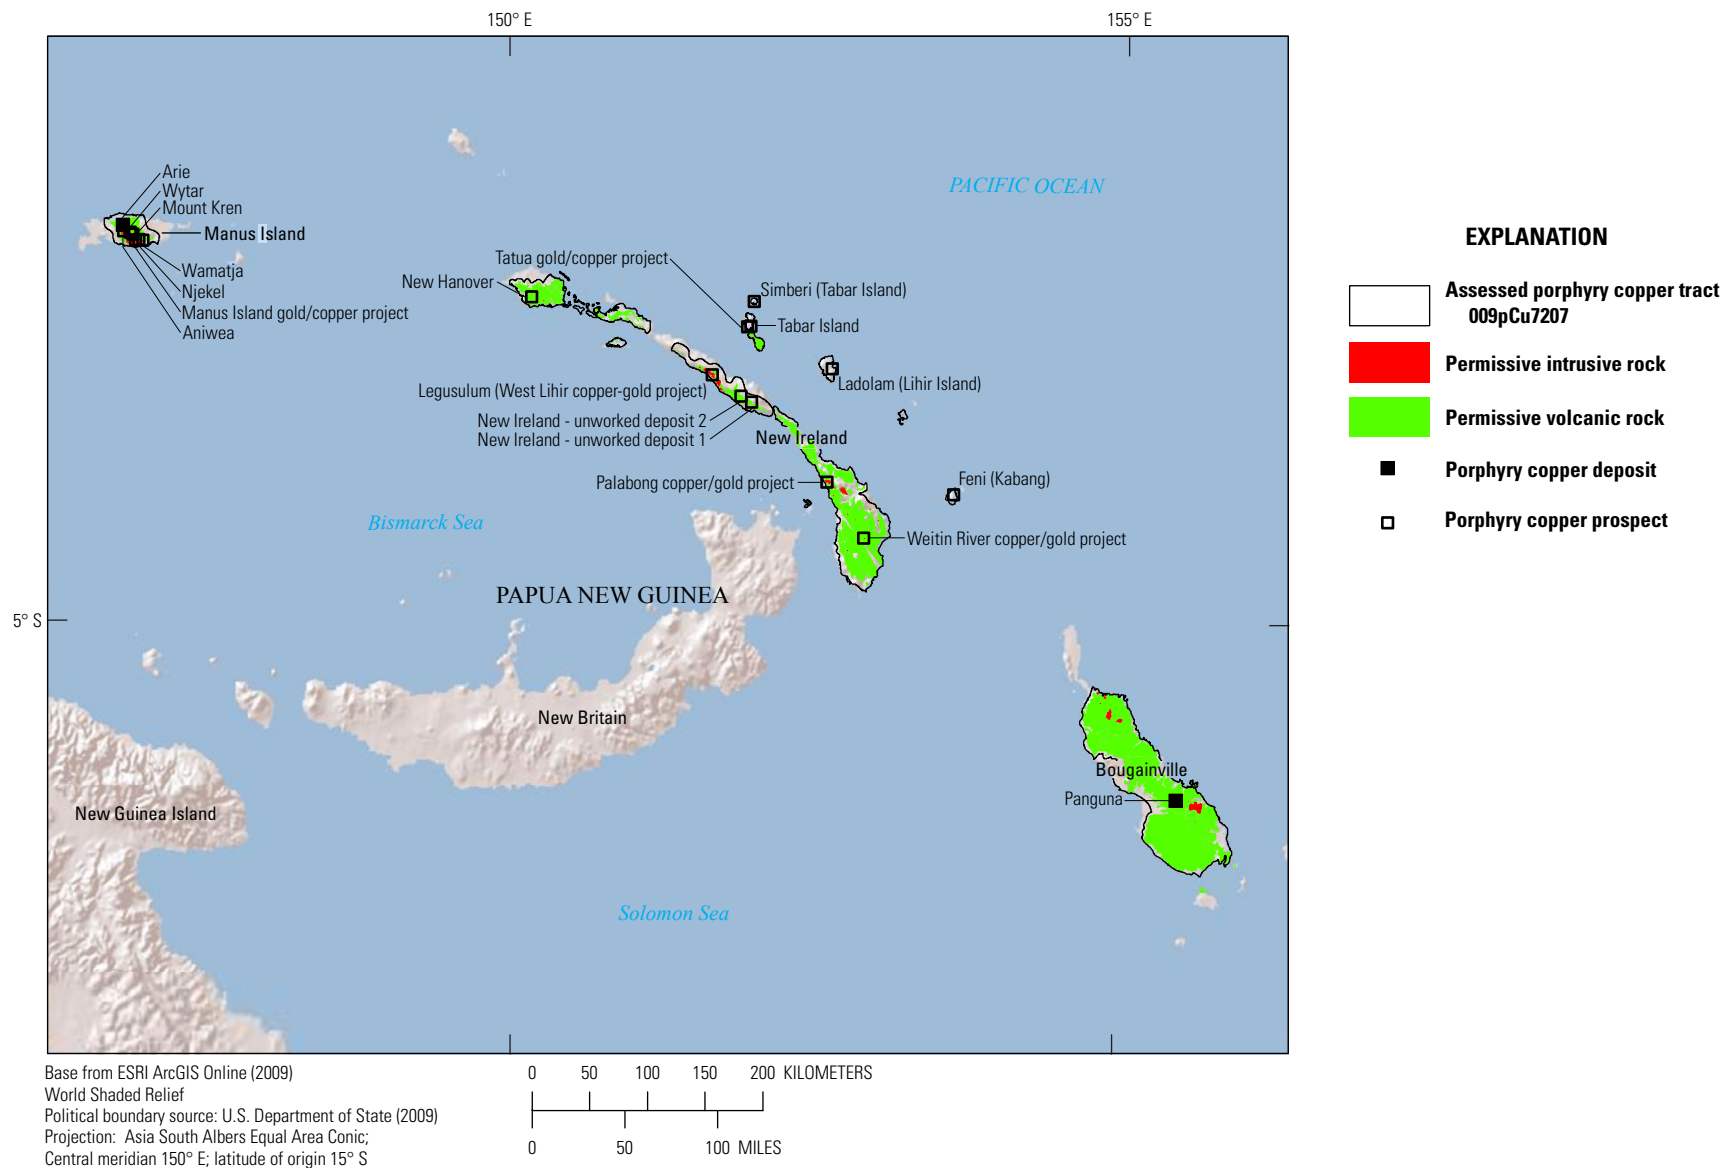 150° E
155° E
Arie
Wytar
Mount Kren
PACIFIC OCEAN
Manus Island
Tatua gold/copper project
Wamatja
New Hanover
Njekel
Simberi (Tabar Island)
Manus Island gold/copper project
Tabar Island
Aniwea
Ladolam (Lihir Island)
Legusulum (West Lihir copper-gold project)
New Ireland - unworked deposit 2
New Ireland - unworked deposit 1
New Ireland
Palabong copper/gold project
Feni (Kabang)
Bismarck Sea
Weitin River copper/gold project
PAPUA NEW GUINEA
5° S
New Britain
Bougainville
Panguna
New Guinea Island
Solomon Sea
EXPLANATION
Assessed porphyry copper tract
009pCu7207
Permissive intrusive rock
Permissive volcanic rock
Porphyry copper deposit
Porphyry copper prospect
Base from ESRI ArcGIS Online (2009)
World Shaded Relief
Political boundary source: U.S. Department of State (2009)
Projection: Asia South Albers Equal Area Conic;
Central meridian 150° E; latitude of origin 15° S
0 50 100 150 200 KILOMETERS
0 50 100 MILES